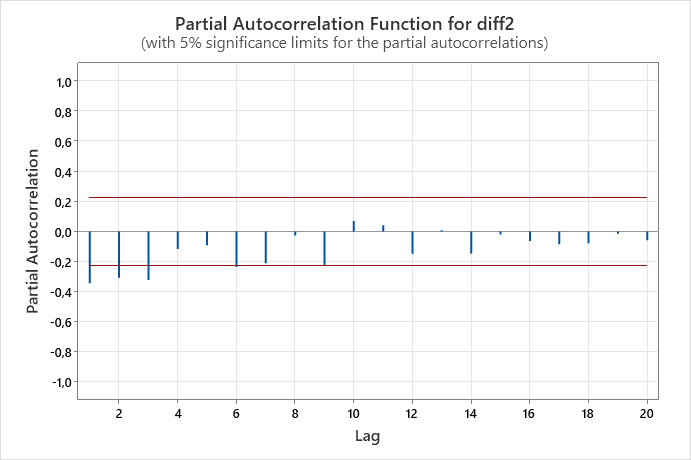 Partial Autocorrelation Function for diff2
(with 5% significance limits for the partial autocorrelations)
1,0
0,8
0,6
0,4
0,2
0,0
-0,2
-0,4
-0,6
-0,8
-1,0
Partial Autocorrelation
2 4 6 8 10 12 14 16 18 20
Lag